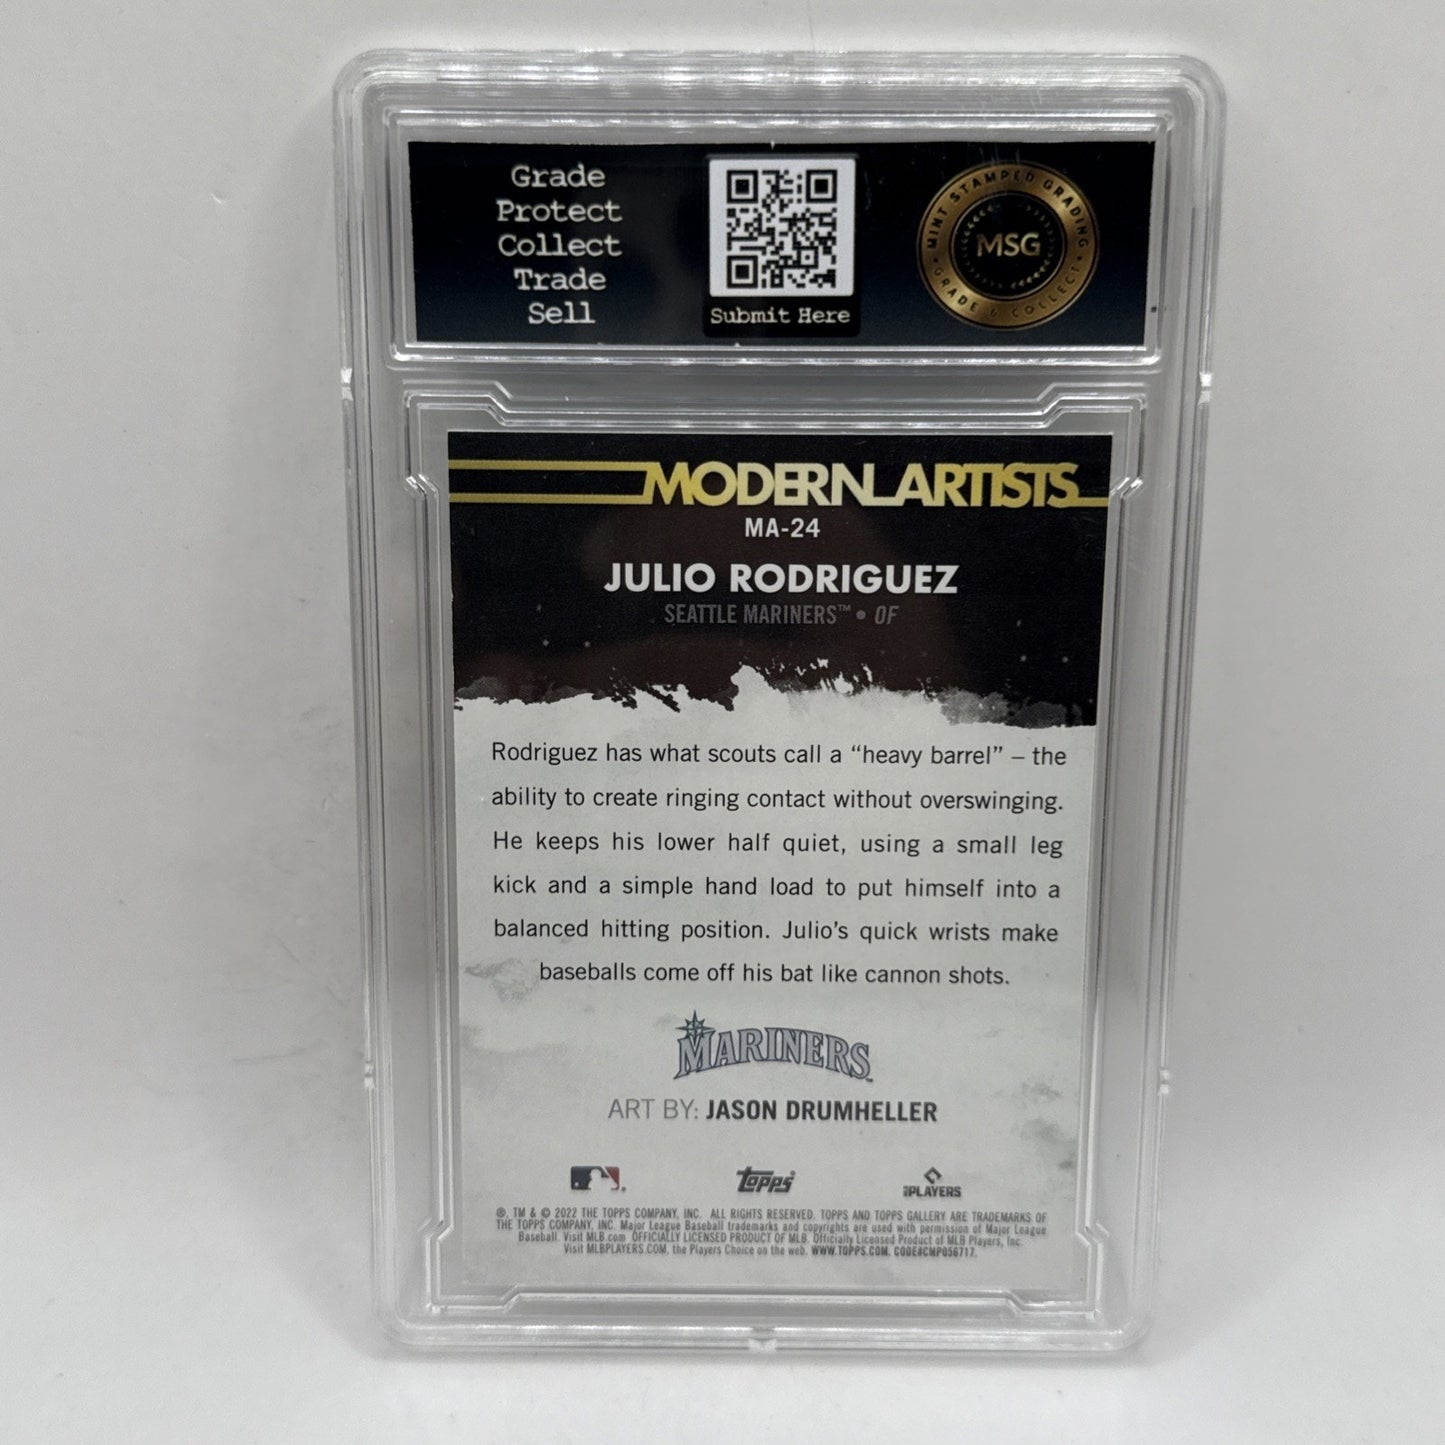 Grade
Protect
Collect
Trade
Sell
Submit Here
MINT STAMPED GRADING
MSG
GRADE & COLLECT
MODERN ARTISTS
MA-24
JULIO RODRIGUEZ
SEATTLE MARINERS™ • OF
Rodriguez has what scouts call a “heavy barrel” – the
ability to create ringing contact without overswinging.
He keeps his lower half quiet, using a small leg
kick and a simple hand load to put himself into a
balanced hitting position. Julio’s quick wrists make
baseballs come off his bat like cannon shots.
MARINERS™
ART BY: JASON DRUMHELLER
Topps
PLAYERS
®, TM & © 2022 THE TOPPS COMPANY, INC. ALL RIGHTS RESERVED. TOPPS AND TOPPS GALLERY ARE TRADEMARKS OF
THE TOPPS COMPANY, INC. Major League Baseball trademarks and copyrights are used with permission of Major League
Baseball. Visit MLB.com OFFICIALLY LICENSED PRODUCT OF MLB. Officially Licensed Product of MLB Players, Inc.
Visit MLBPLAYERS.COM, the Players Choice on the web. WWW.TOPPS.COM. CODE#CMP056717.